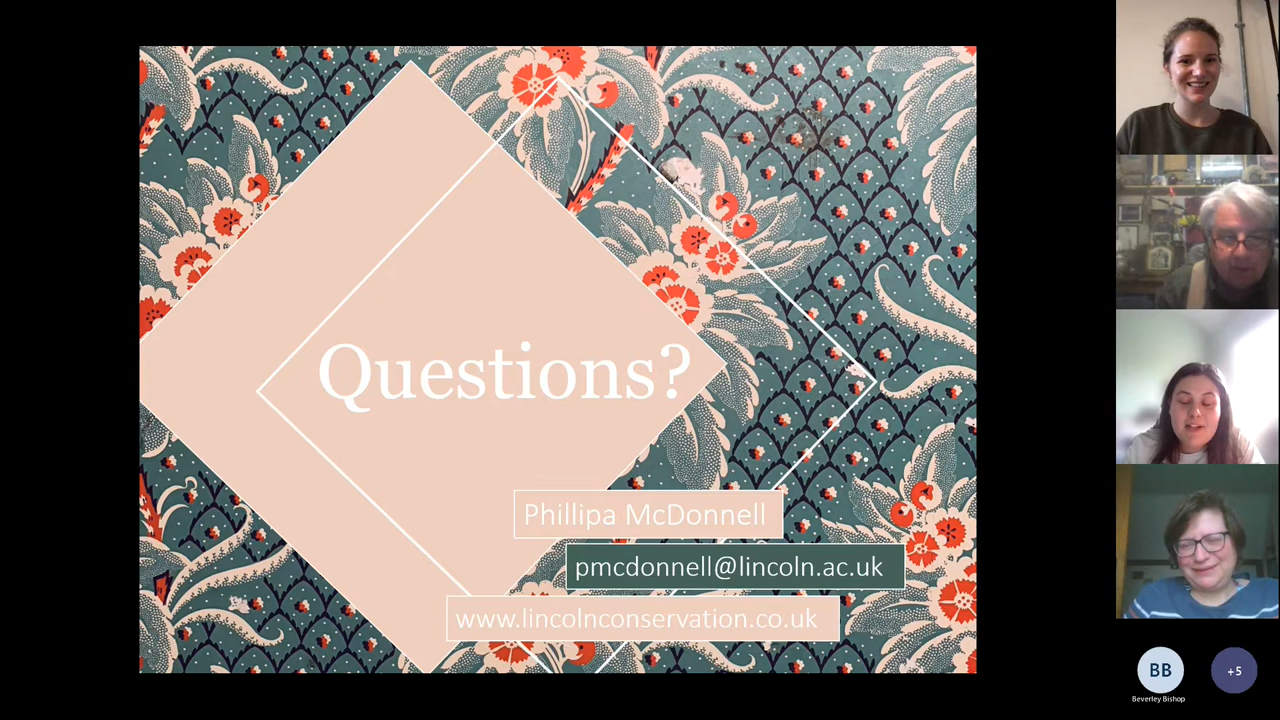 Questions?
Phillipa McDonnell
pmcdonnell@lincoln.ac.uk
www.lincolnconservation.co.uk
BB
+5
Beverley Bishop